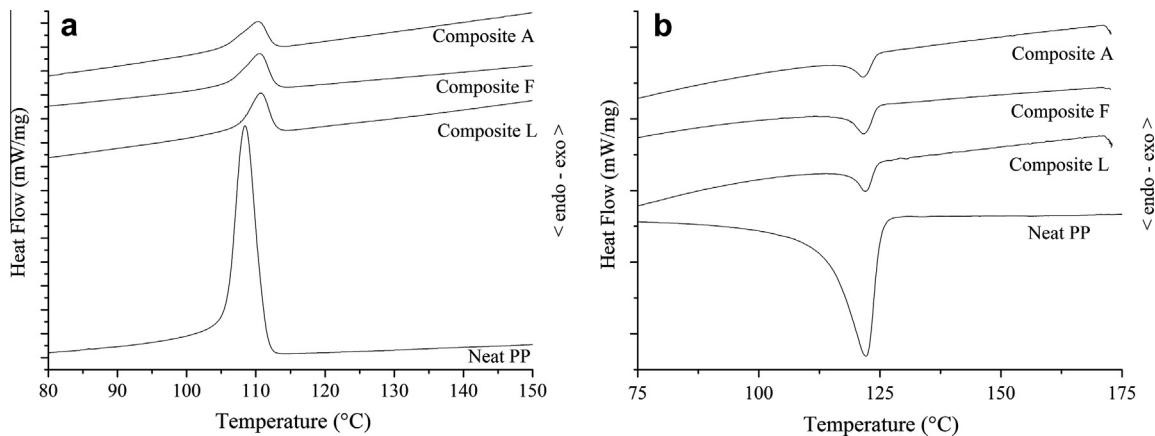 a
Composite A
Composite F
Composite L
Neat PP
Heat Flow (mW/mg)
< endo - exo >
80 90 100 110 120 130 140 150
Temperature (°C)
b
Composite A
Composite F
Composite L
Neat PP
Heat Flow (mW/mg)
< endo - exo >
75 100 125 150 175
Temperature (°C)